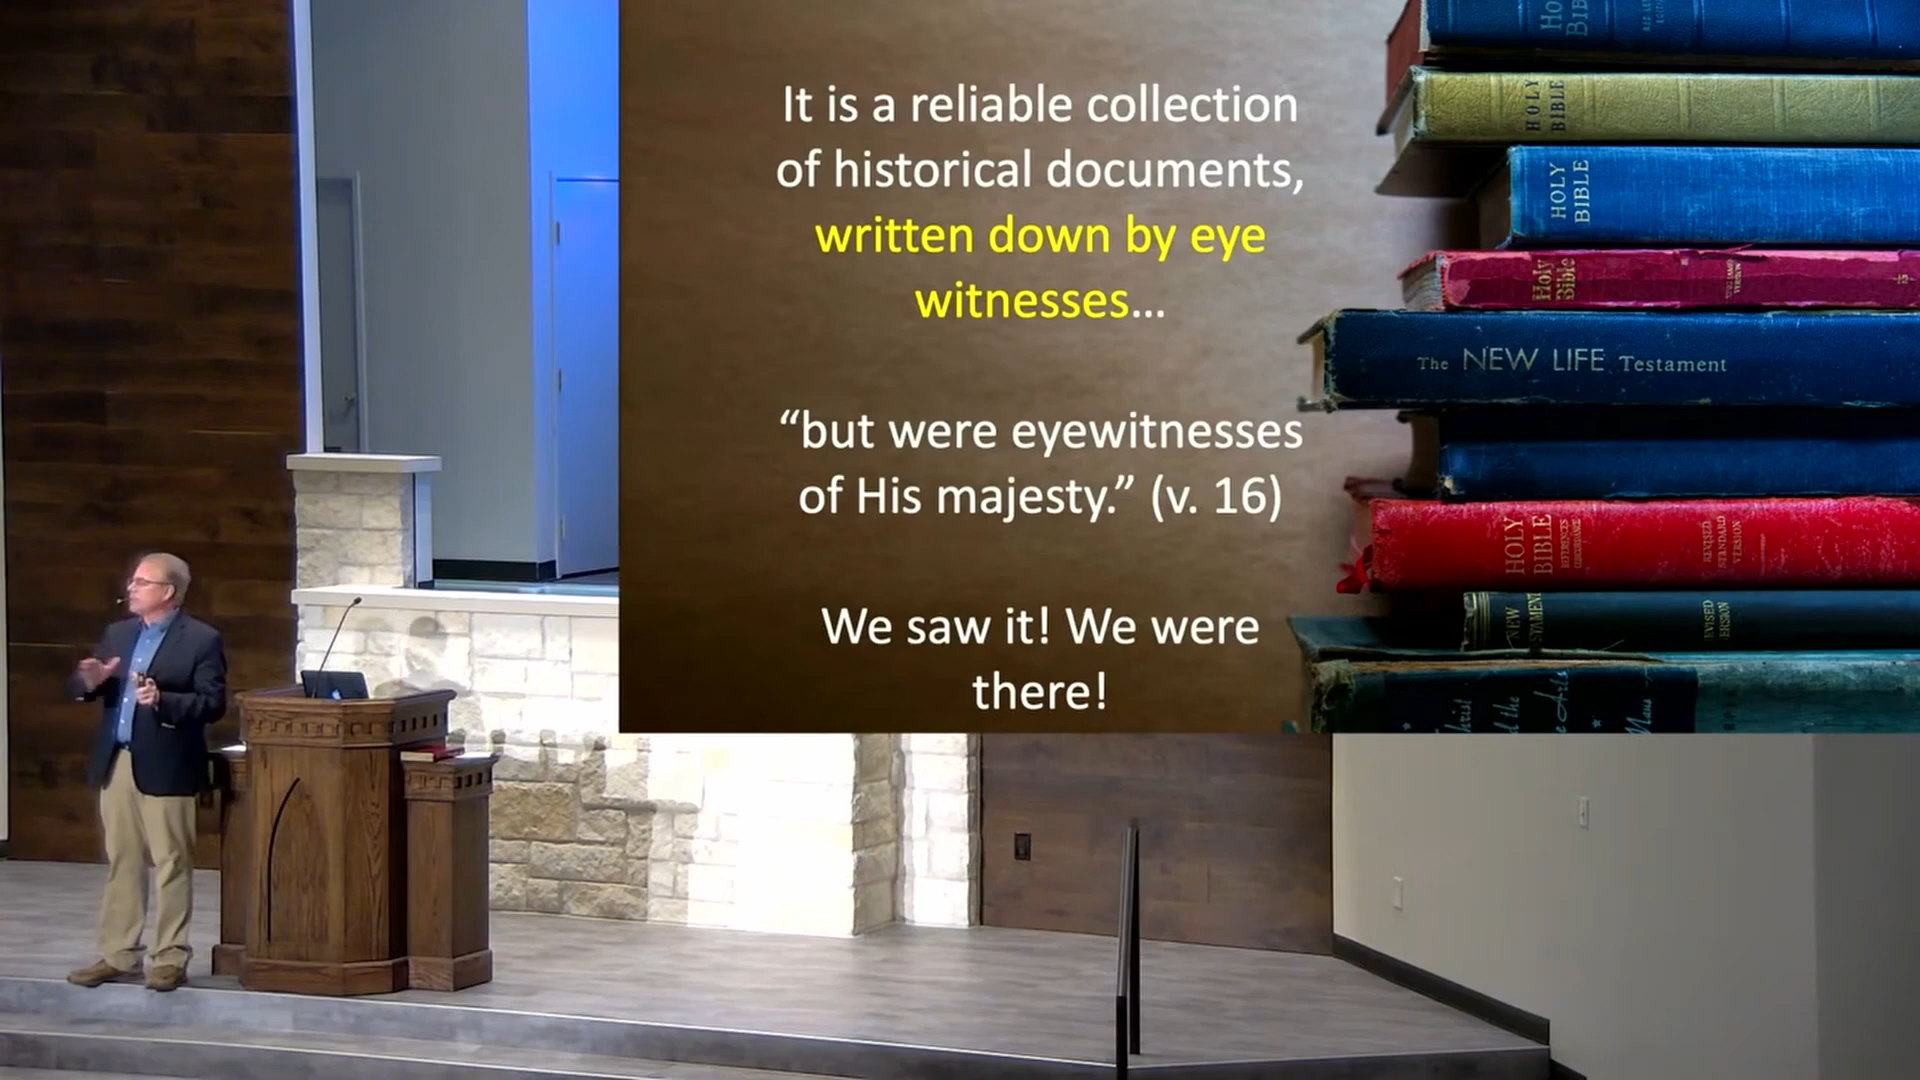 It is a reliable collection
of historical documents,
written down by eye
witnesses...
“but were eyewitnesses
of His majesty.” (v. 16)
We saw it! We were
there!
HOLY
BIBLE
HOLY
BIBLE
Holy
Bible
The NEW LIFE Testament
HOLY
BIBLE
REVISED
STANDARD
VERSION
NEW